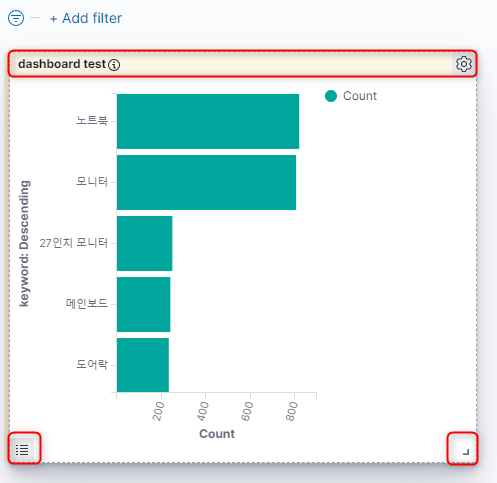 + Add filter
dashboard test
Count
노트북
모니터
27인치 모니터
메인보드
도어락
keyword: Descending
200
400
600
800
Count